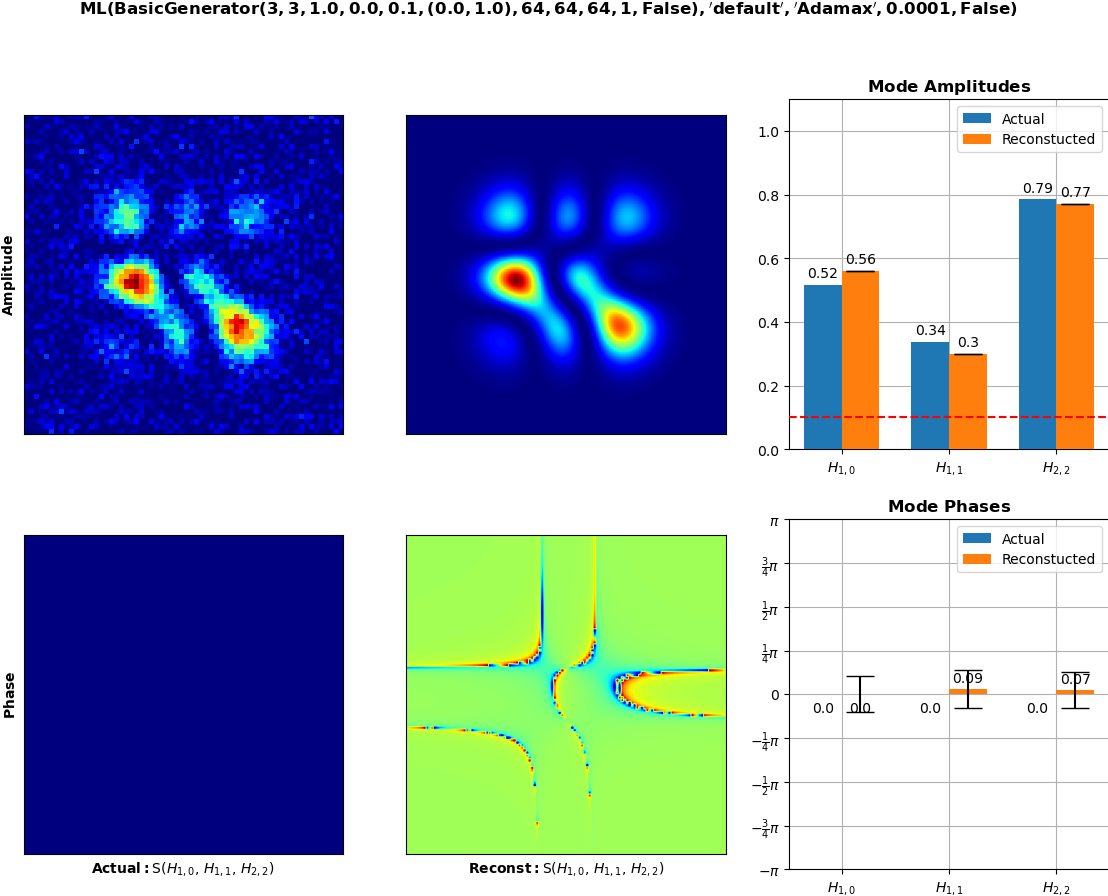 ML(BasicGenerator(3, 3, 1.0, 0.0, 0.1, (0.0, 1.0), 64, 64, 64, 1, False), ′default′, ′Adamax′, 0.0001, False)
Amplitude
Mode Amplitudes
Actual
Reconstucted
1.0
0.8
0.6
0.4
0.2
0.0
0.52
0.56
0.34
0.3
0.79
0.77
H1,0
H1,1
H2,2
Phase
Actual: S(H1,0, H1,1, H2,2)
Reconst: S(H1,0, H1,1, H2,2)
Mode Phases
Actual
Reconstucted
π
3/4π
1/2π
1/4π
0
−1/4π
−1/2π
−3/4π
−π
0.0
0.0
0.0
0.09
0.0
0.07
H1,0
H1,1
H2,2